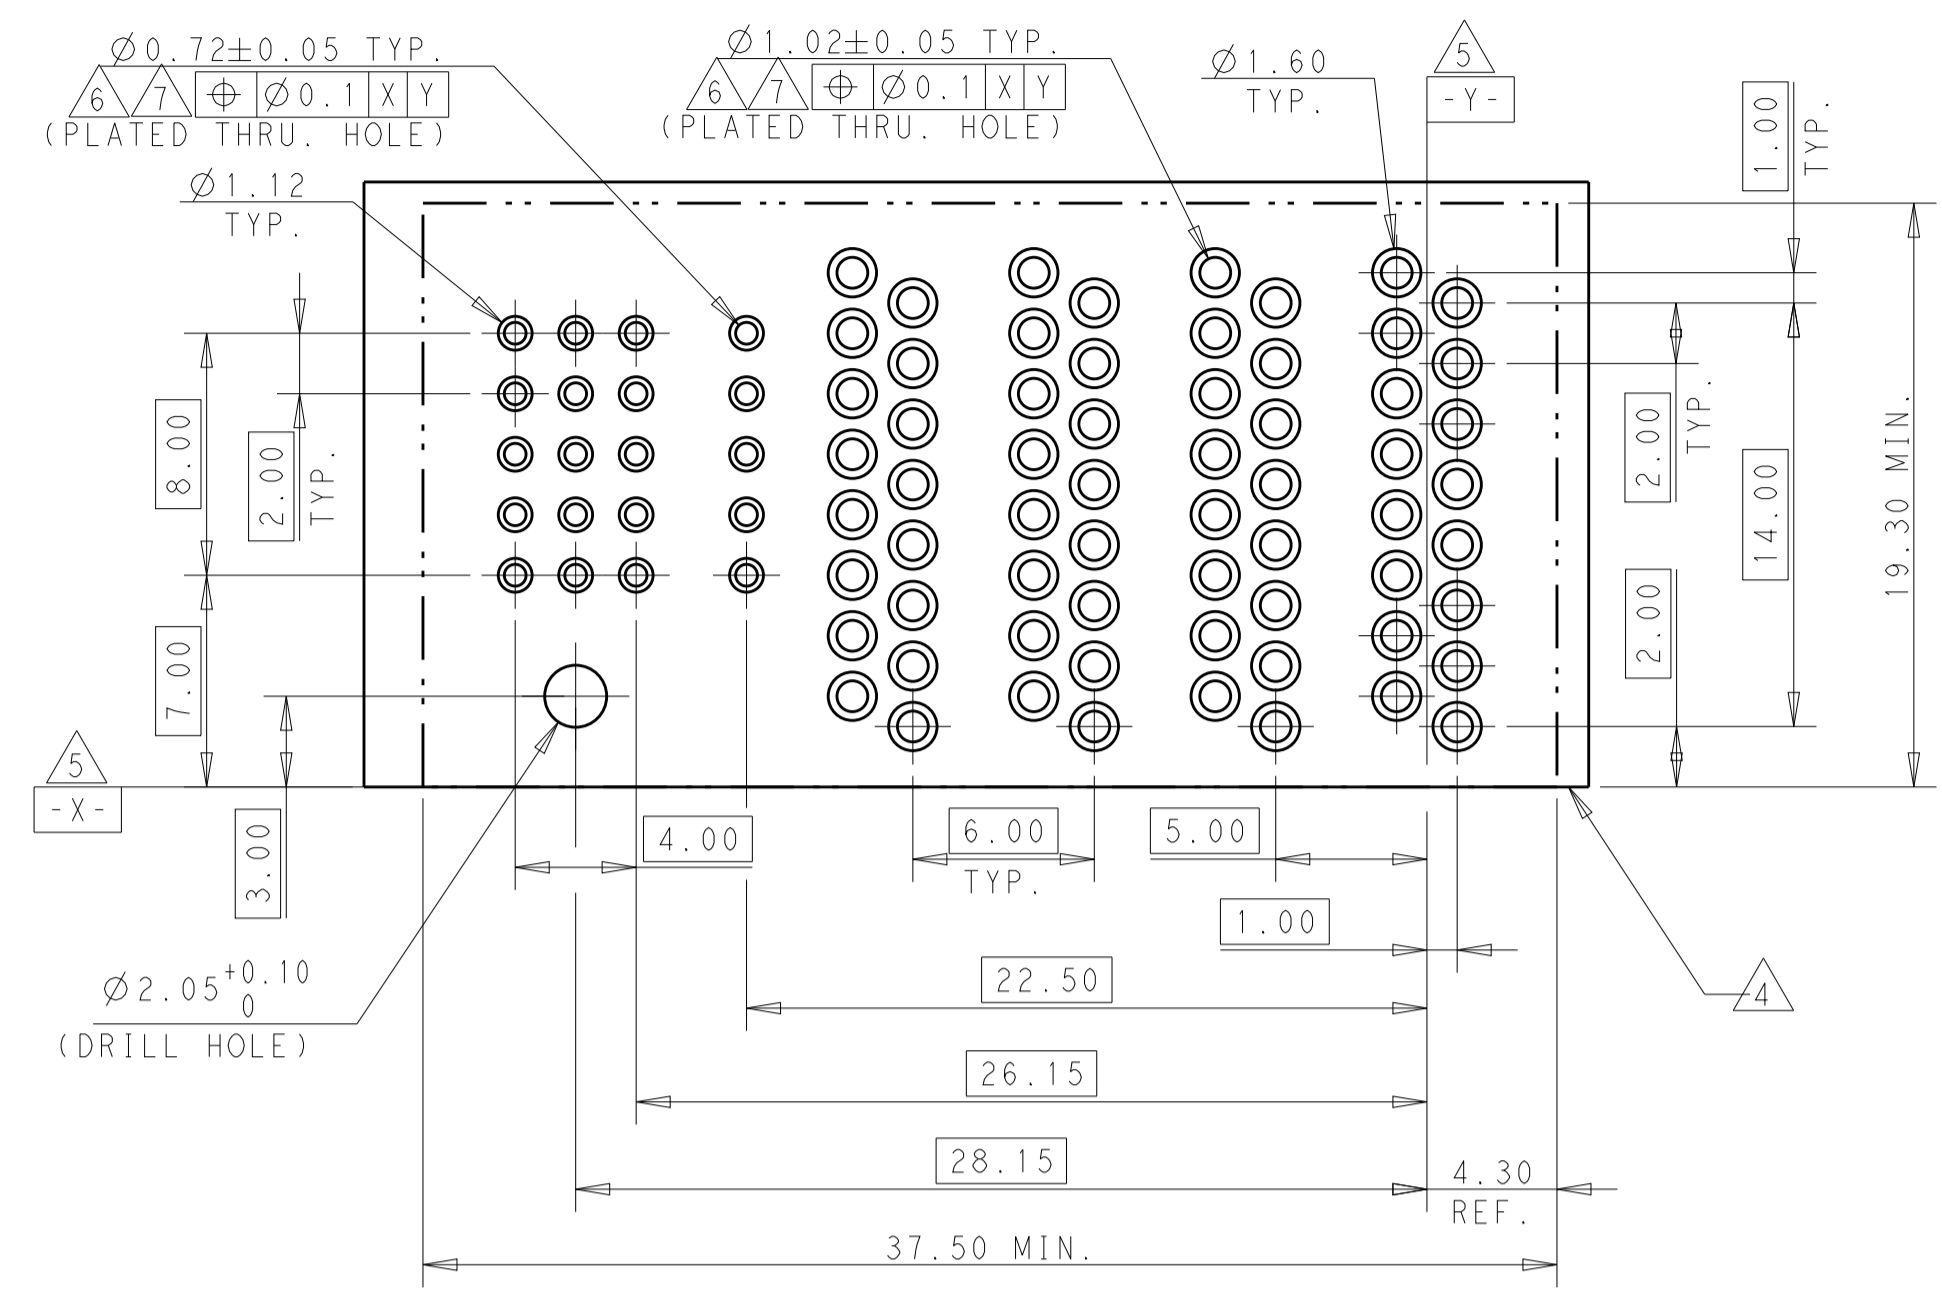 Ø0.72±0.05 TYP.
6 7 ⌖ Ø0.1 X Y
(PLATED THRU. HOLE)
Ø1.02±0.05 TYP.
6 7 ⌖ Ø0.1 X Y
(PLATED THRU. HOLE)
Ø1.60
TYP.
5
-Y-
1.00
TYP.
Ø1.12
TYP.
8.00
2.00
TYP.
7.00
5
-X-
3.00
2.00
TYP.
14.00
2.00
19.30 MIN.
4.00
6.00
TYP.
5.00
1.00
22.50
26.15
28.15
4.30
REF.
37.50 MIN.
Ø2.05 +0.10
0
(DRILL HOLE)
4